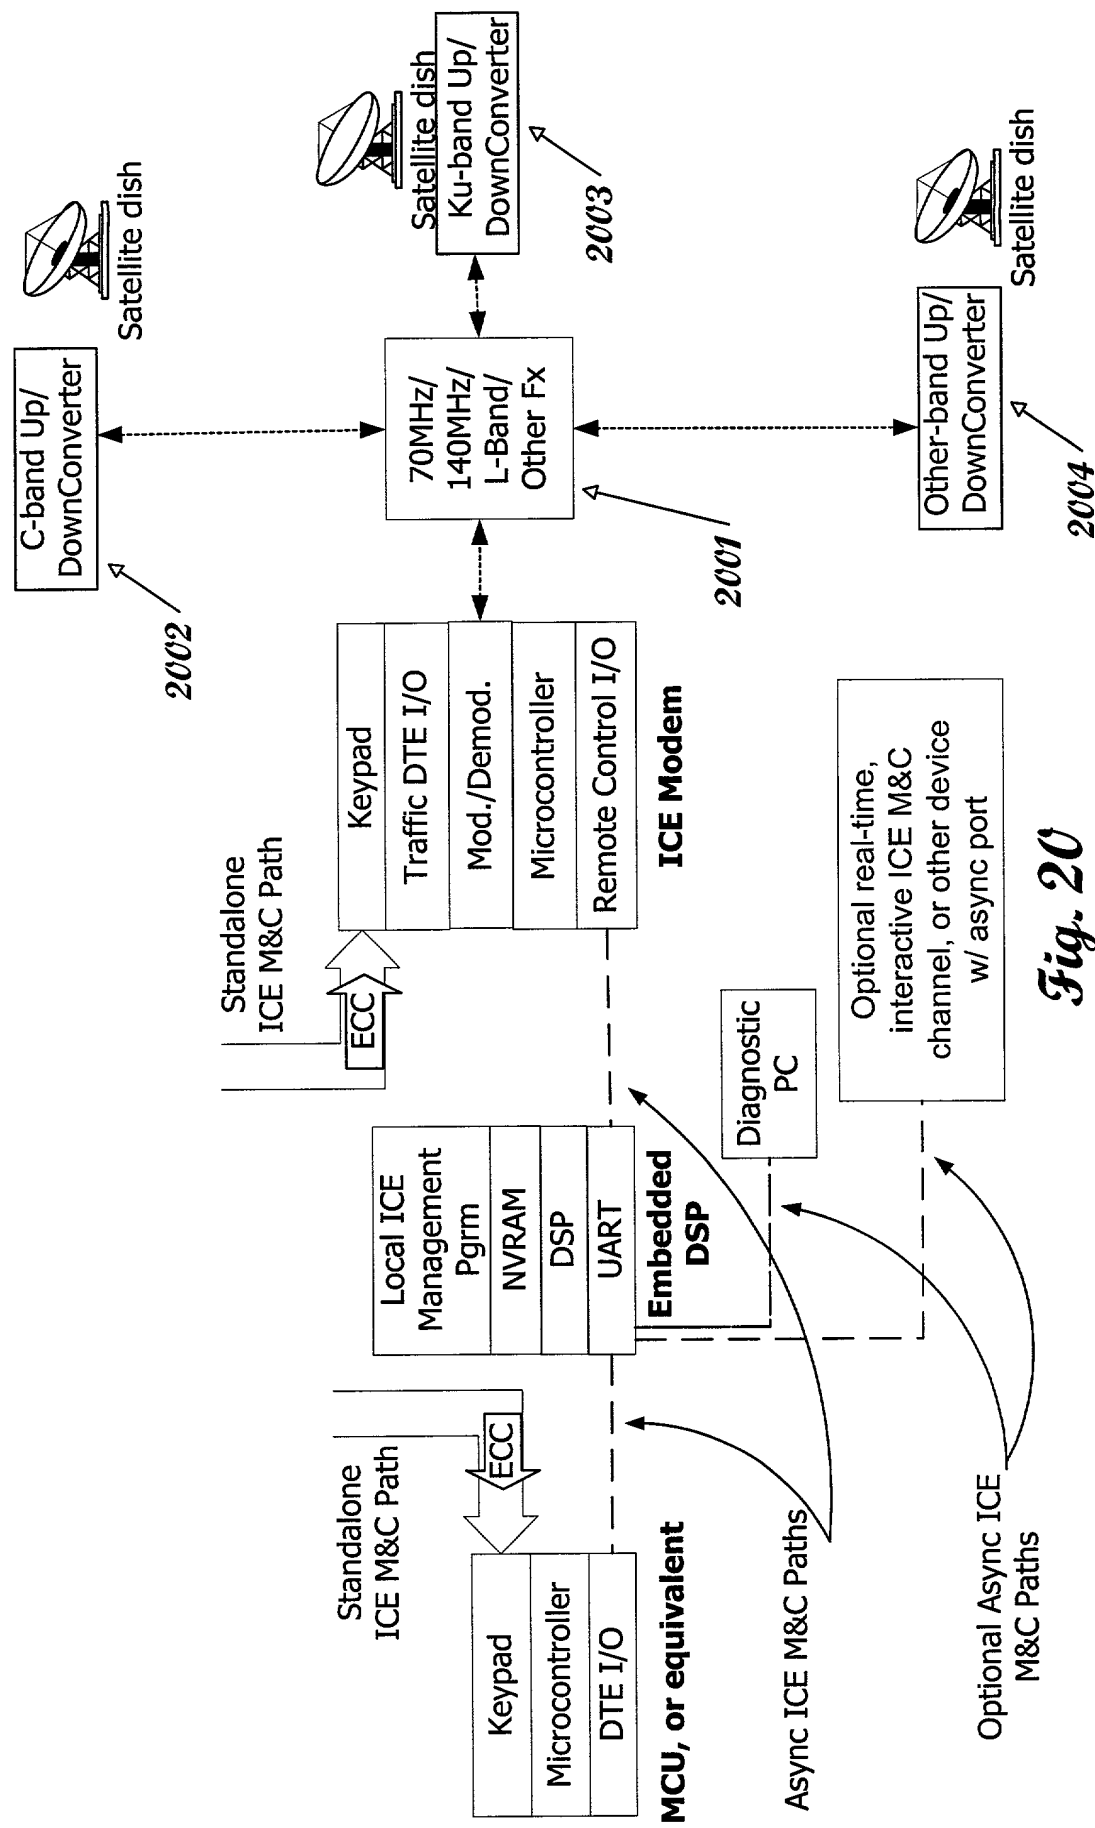 C-band Up/
DownConverter
Satellite dish
2002
Satellite dish
Ku-band Up/
DownConverter
2003
70MHz/
140MHz/
L-Band/
Other Fx
2001
Other-band Up/
DownConverter
Satellite dish
2004
Standalone
ICE M&C Path
ECC
Keypad
Traffic DTE I/O
Mod./Demod.
Microcontroller
Remote Control I/O
ICE Modem
Local ICE
Management
Pgrm
NVRAM
DSP
UART
Embedded
DSP
Diagnostic
PC
Optional real-time,
interactive ICE M&C
channel, or other device
w/ async port
Standalone
ICE M&C Path
ECC
Keypad
Microcontroller
DTE I/O
MCU, or equivalent
Async ICE M&C Paths
Optional Async ICE
M&C Paths
Fig. 20